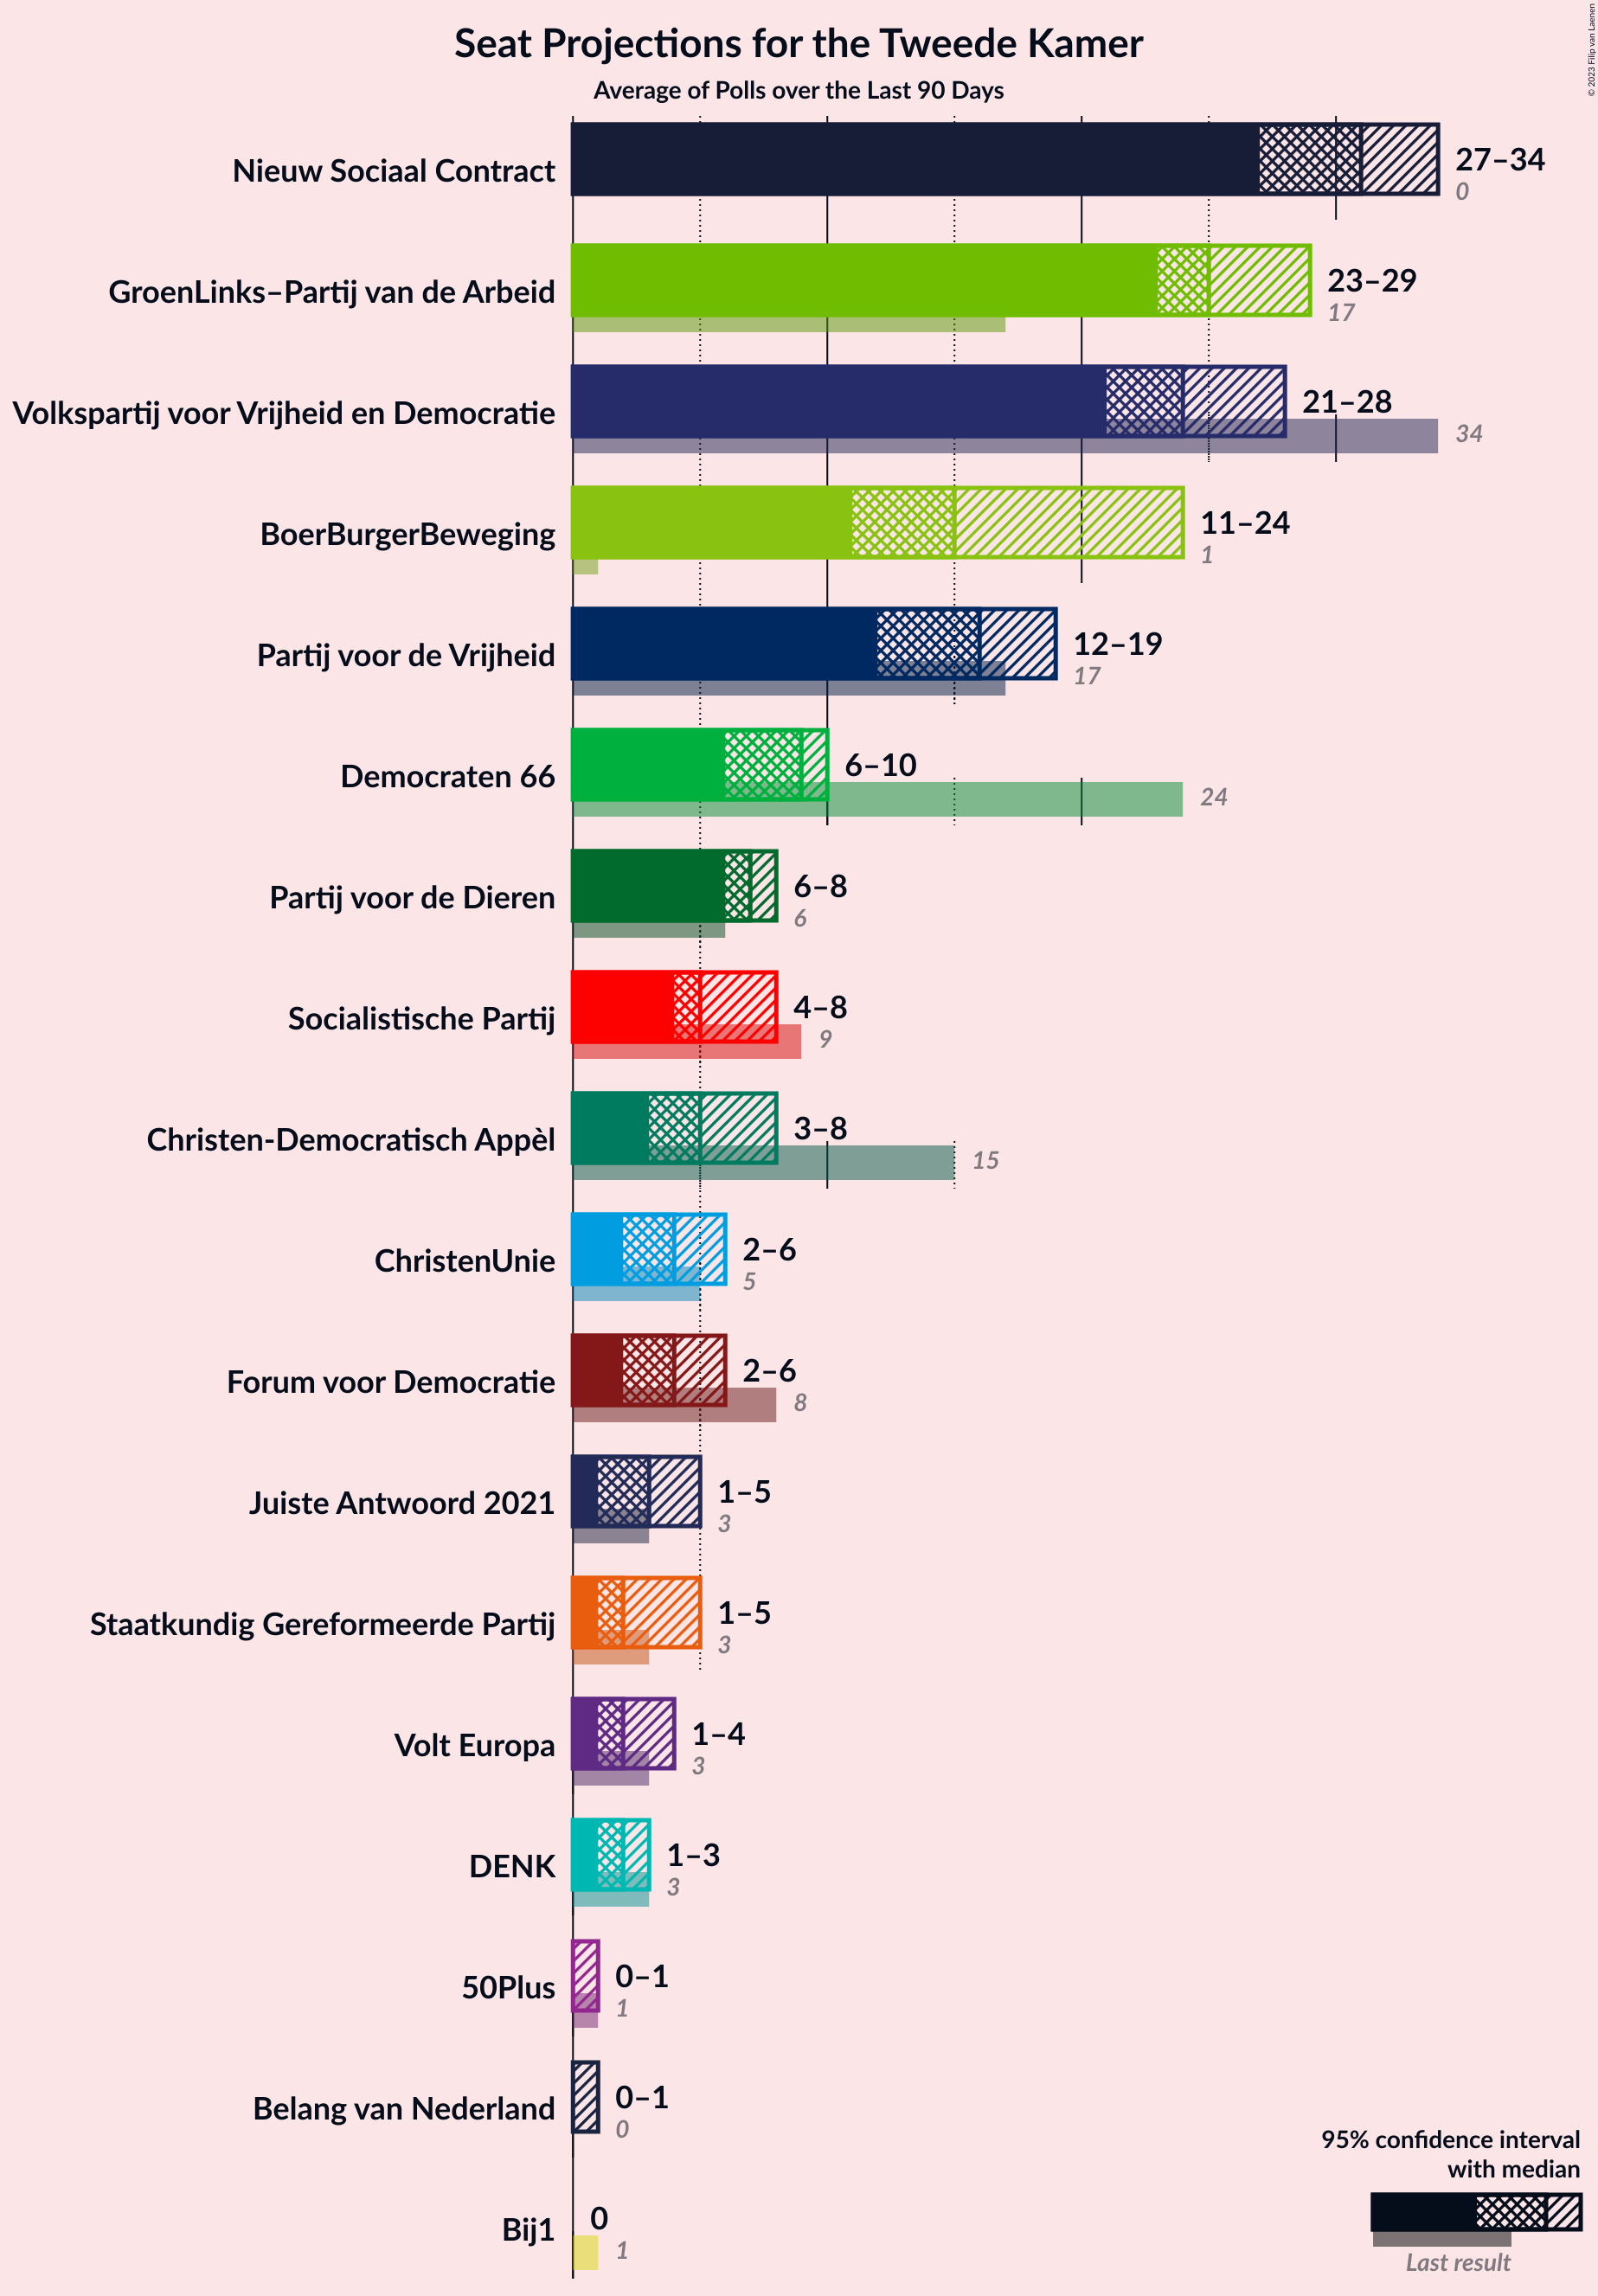 Seat Projections for the Tweede Kamer
Average of Polls over the Last 90 Days
© 2023 Filip van Laenen
Nieuw Sociaal Contract
27–34
0
GroenLinks–Partij van de Arbeid
23–29
17
Volkspartij voor Vrijheid en Democratie
21–28
34
BoerBurgerBeweging
11–24
1
Partij voor de Vrijheid
12–19
17
Democraten 66
6–10
24
Partij voor de Dieren
6–8
6
Socialistische Partij
4–8
9
Christen-Democratisch Appèl
3–8
15
ChristenUnie
2–6
5
Forum voor Democratie
2–6
8
Juiste Antwoord 2021
1–5
3
Staatkundig Gereformeerde Partij
1–5
3
Volt Europa
1–4
3
DENK
1–3
3
50Plus
0–1
1
Belang van Nederland
0–1
0
Bij1
0
1
95% confidence interval
with median
Last result